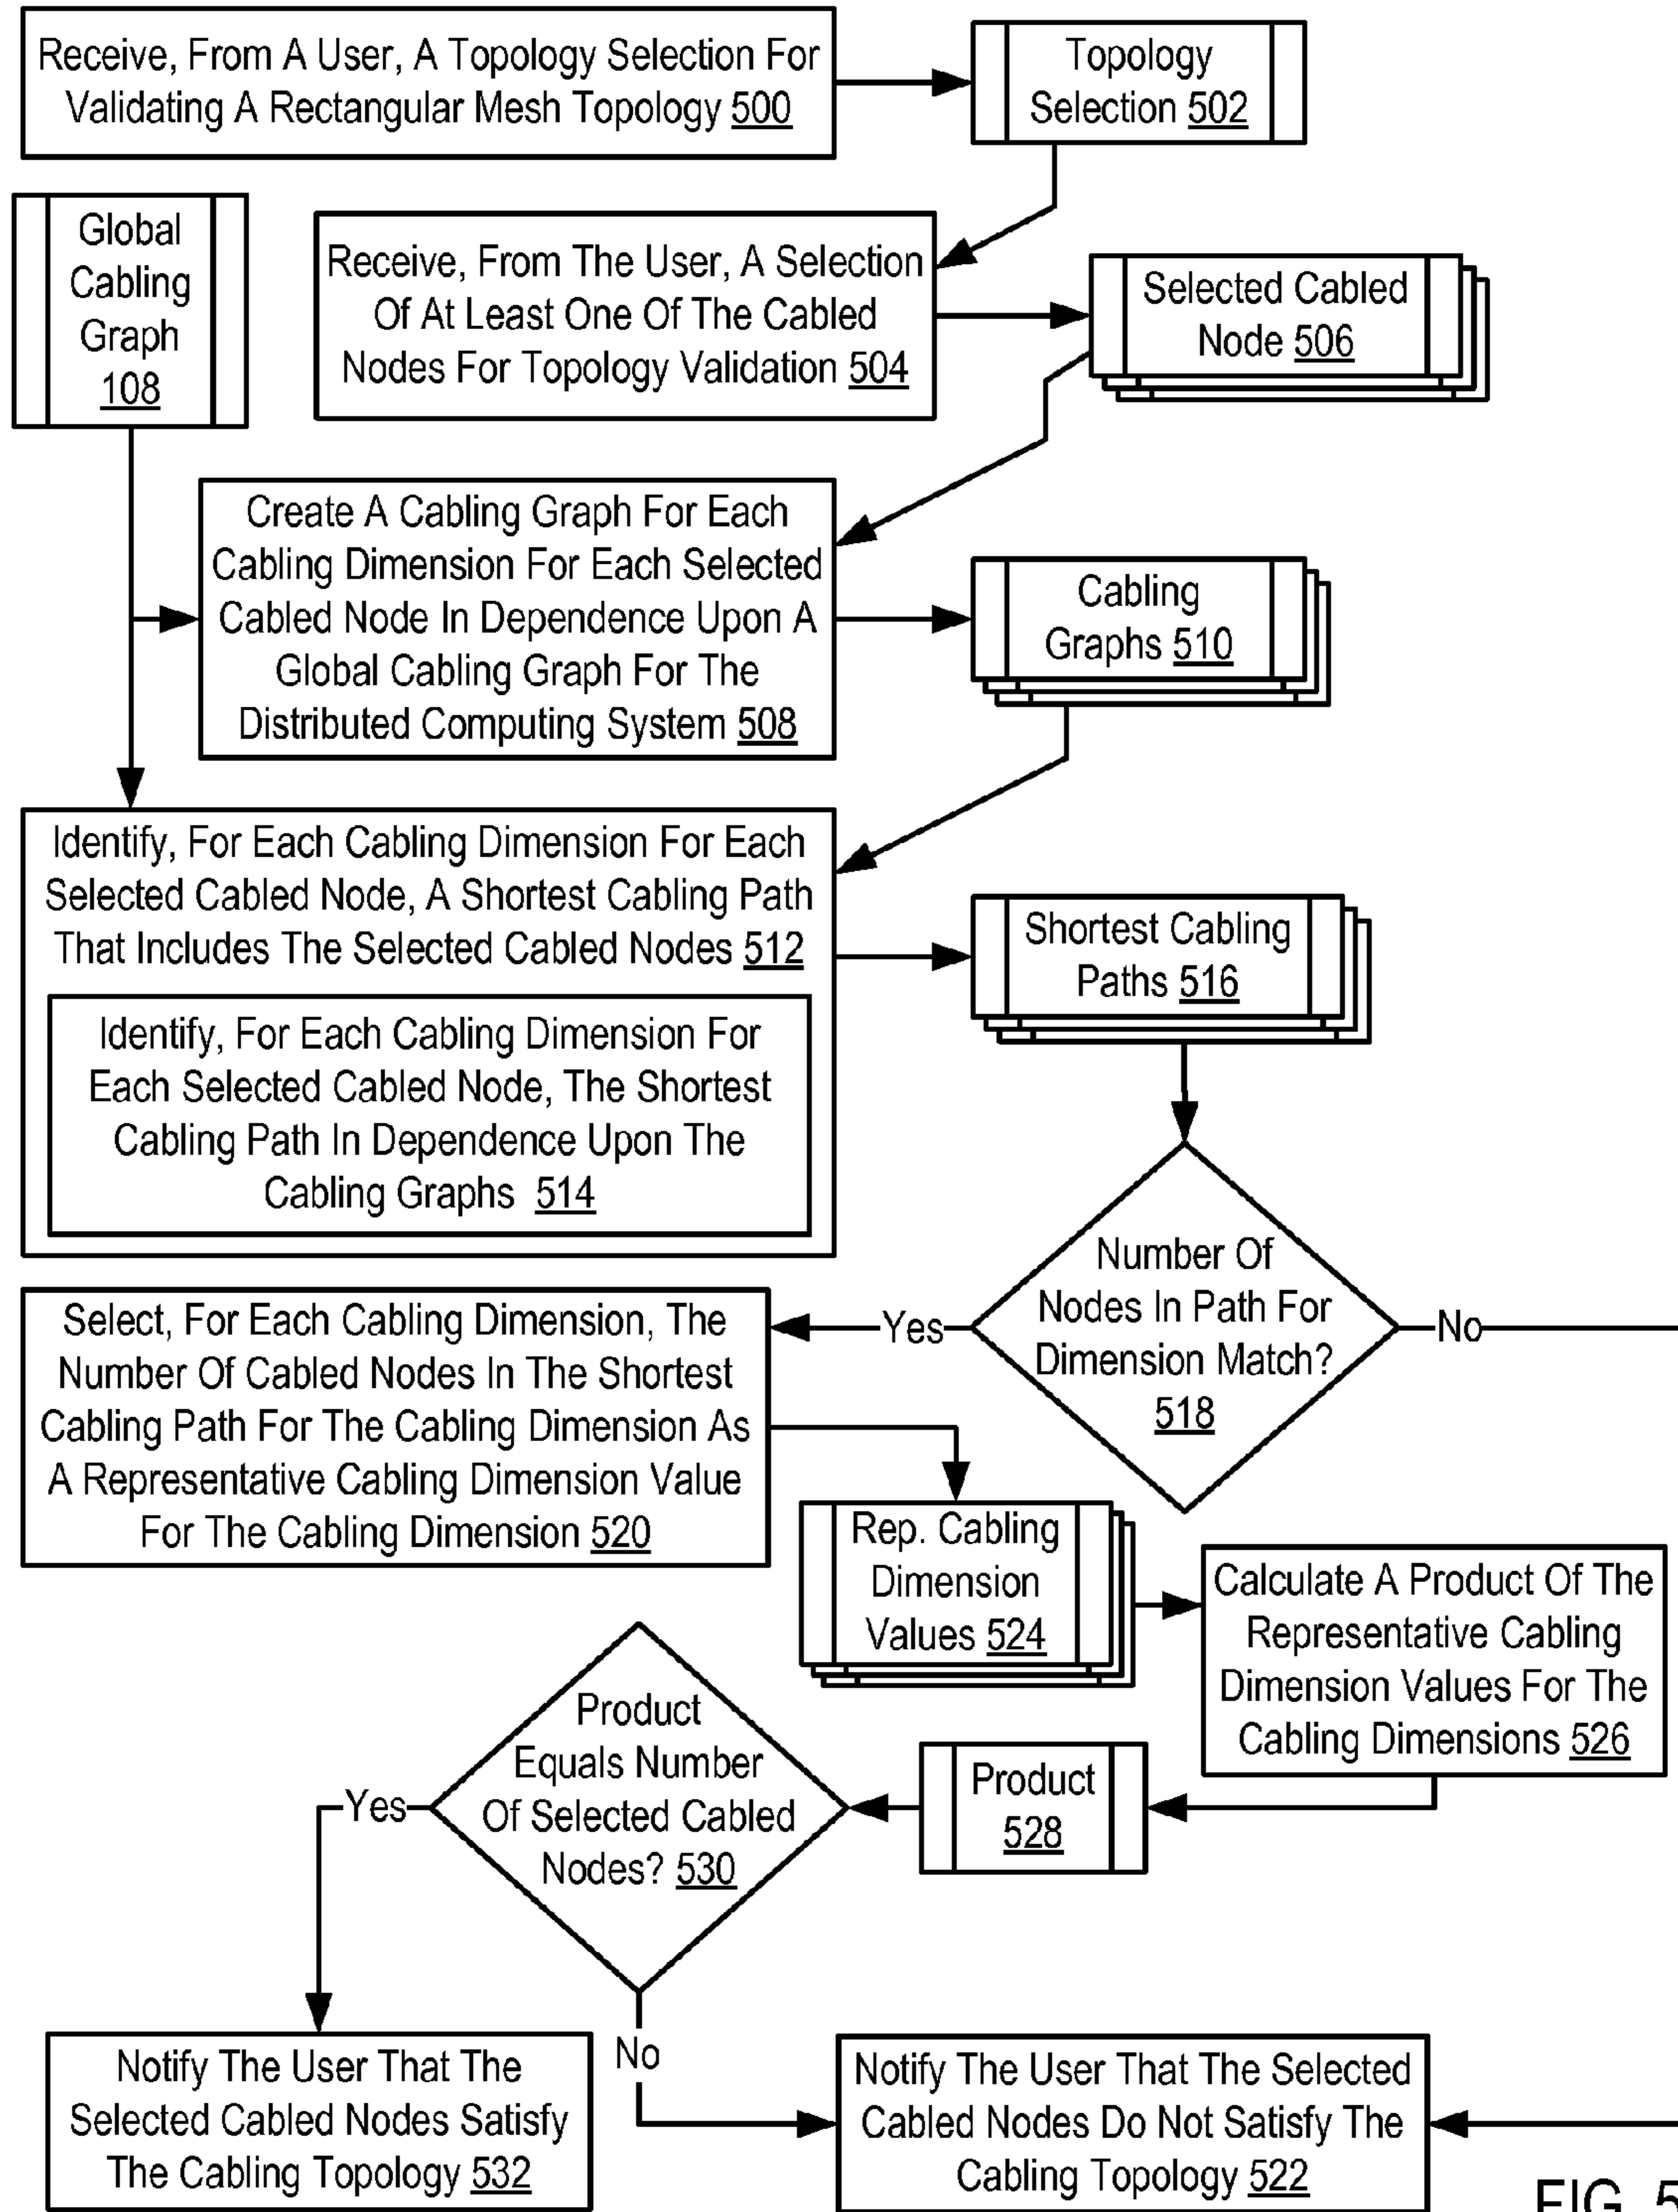 Receive, From A User, A Topology Selection For
Validating A Rectangular Mesh Topology 500
Topology
Selection 502
Global
Cabling
Graph
108
Receive, From The User, A Selection
Of At Least One Of The Cabled
Nodes For Topology Validation 504
Selected Cabled
Node 506
Create A Cabling Graph For Each
Cabling Dimension For Each Selected
Cabled Node In Dependence Upon A
Global Cabling Graph For The
Distributed Computing System 508
Cabling
Graphs 510
Identify, For Each Cabling Dimension For Each
Selected Cabled Node, A Shortest Cabling Path
That Includes The Selected Cabled Nodes 512
Identify, For Each Cabling Dimension For
Each Selected Cabled Node, The Shortest
Cabling Path In Dependence Upon The
Cabling Graphs 514
Shortest Cabling
Paths 516
Number Of
Nodes In Path For
Dimension Match?
518
Yes
No
Select, For Each Cabling Dimension, The
Number Of Cabled Nodes In The Shortest
Cabling Path For The Cabling Dimension As
A Representative Cabling Dimension Value
For The Cabling Dimension 520
Rep. Cabling
Dimension
Values 524
Calculate A Product Of The
Representative Cabling
Dimension Values For The
Cabling Dimensions 526
Product
528
Product
Equals Number
Of Selected Cabled
Nodes? 530
Yes
No
Notify The User That The
Selected Cabled Nodes Satisfy
The Cabling Topology 532
Notify The User That The Selected
Cabled Nodes Do Not Satisfy The
Cabling Topology 522
FIG. 5